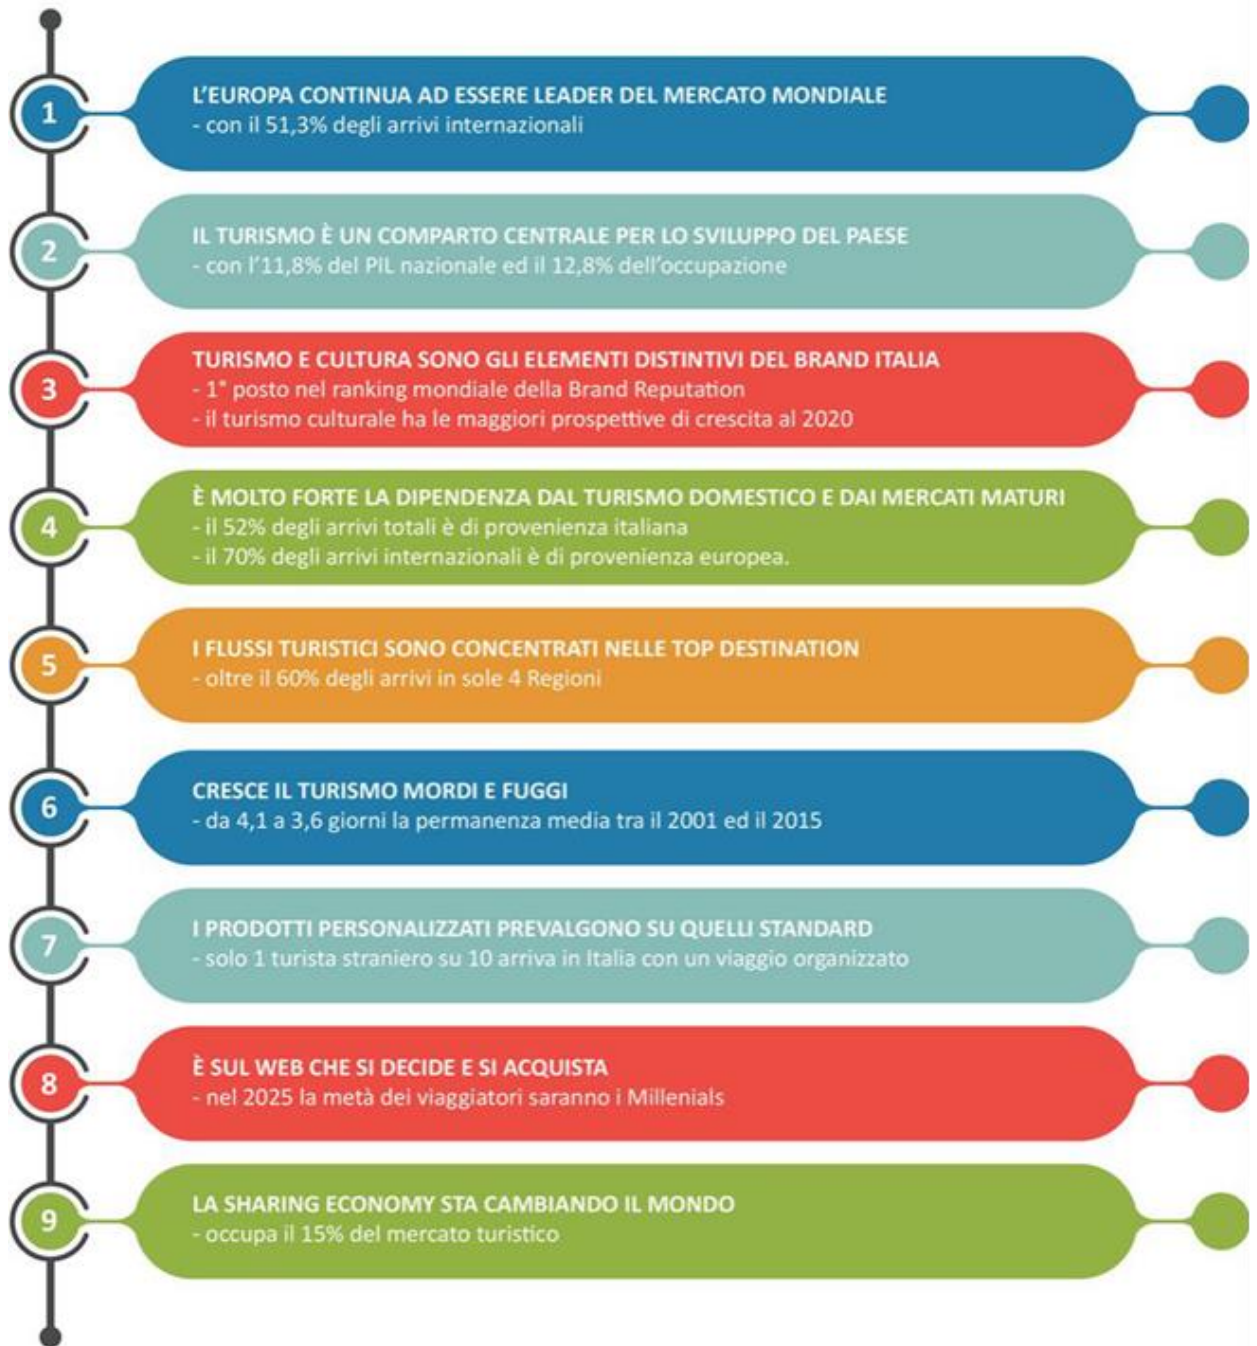 1
L'EUROPA CONTINUA AD ESSERE LEADER DEL MERCATO MONDIALE
- con il 51,3% degli arrivi internazionali
2
IL TURISMO È UN COMPARTO CENTRALE PER LO SVILUPPO DEL PAESE
- con l'11,8% del PIL nazionale ed il 12,8% dell'occupazione
3
TURISMO E CULTURA SONO GLI ELEMENTI DISTINTIVI DEL BRAND ITALIA
- 1° posto nel ranking mondiale della Brand Reputation
- il turismo culturale ha le maggiori prospettive di crescita al 2020
4
È MOLTO FORTE LA DIPENDENZA DAL TURISMO DOMESTICO E DAI MERCATI MATURI
- il 52% degli arrivi totali è di provenienza italiana
- il 70% degli arrivi internazionali è di provenienza europea.
5
I FLUSSI TURISTICI SONO CONCENTRATI NELLE TOP DESTINATION
- oltre il 60% degli arrivi in sole 4 Regioni
6
CRESCE IL TURISMO MORDI E FUGGI
- da 4,1 a 3,6 giorni la permanenza media tra il 2001 ed il 2015
7
I PRODOTTI PERSONALIZZATI PREVALGONO SU QUELLI STANDARD
- solo 1 turista straniero su 10 arriva in Italia con un viaggio organizzato
8
È SUL WEB CHE SI DECIDE E SI ACQUISTA
- nel 2025 la metà dei viaggiatori saranno i Millenials
9
LA SHARING ECONOMY STA CAMBIANDO IL MONDO
- occupa il 15% del mercato turistico